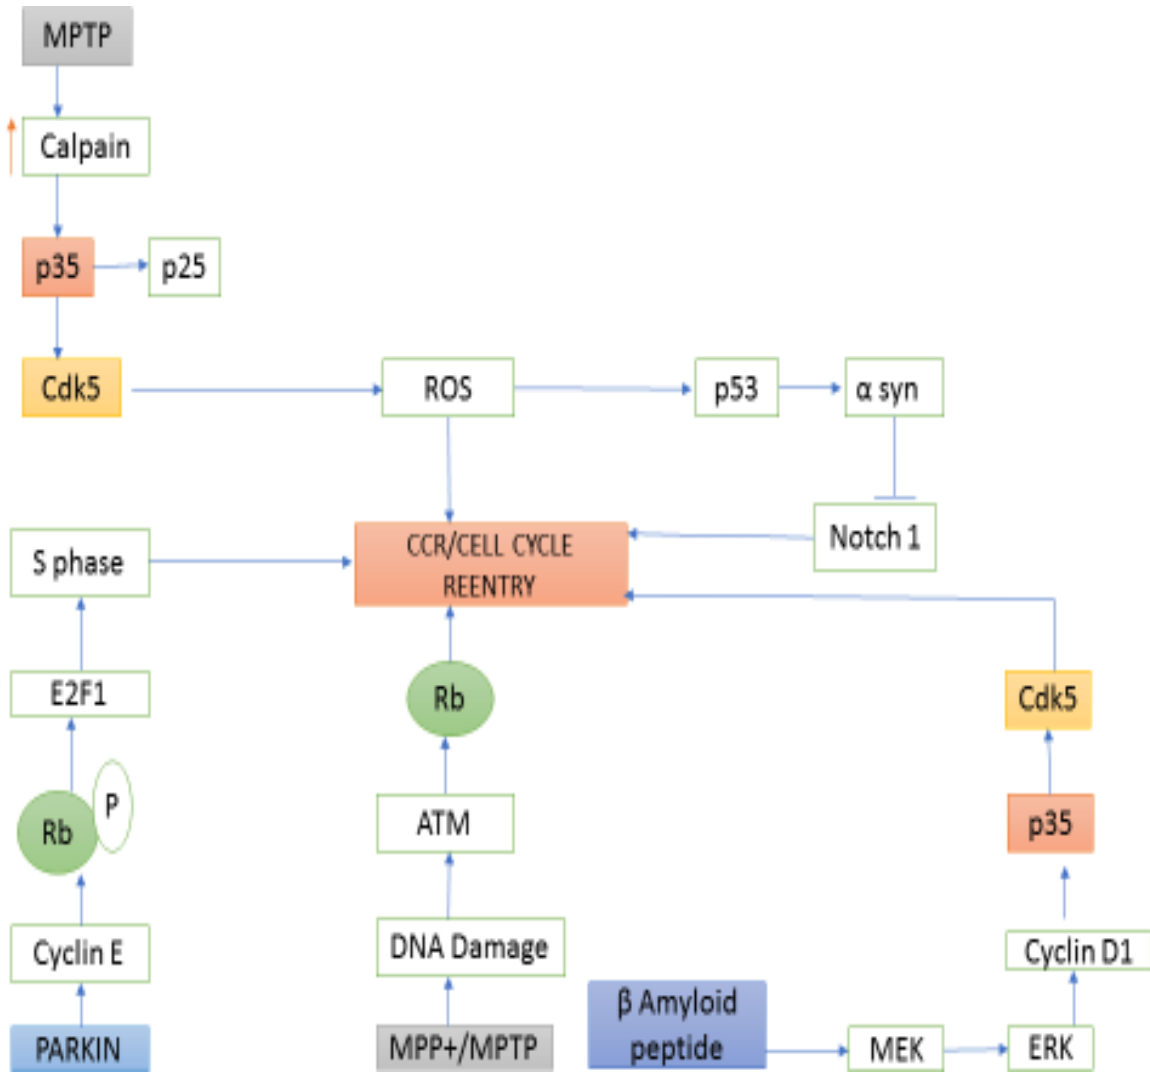 MPTP
Calpain
p35
p25
Cdk5
ROS
p53
α syn
S phase
CCR/CELL CYCLE
REENTRY
Notch 1
E2F1
Rb
Cdk5
Rb
P
ATM
p35
Cyclin E
DNA Damage
Cyclin D1
PARKIN
MPP+/MPTP
β Amyloid
peptide
MEK
ERK